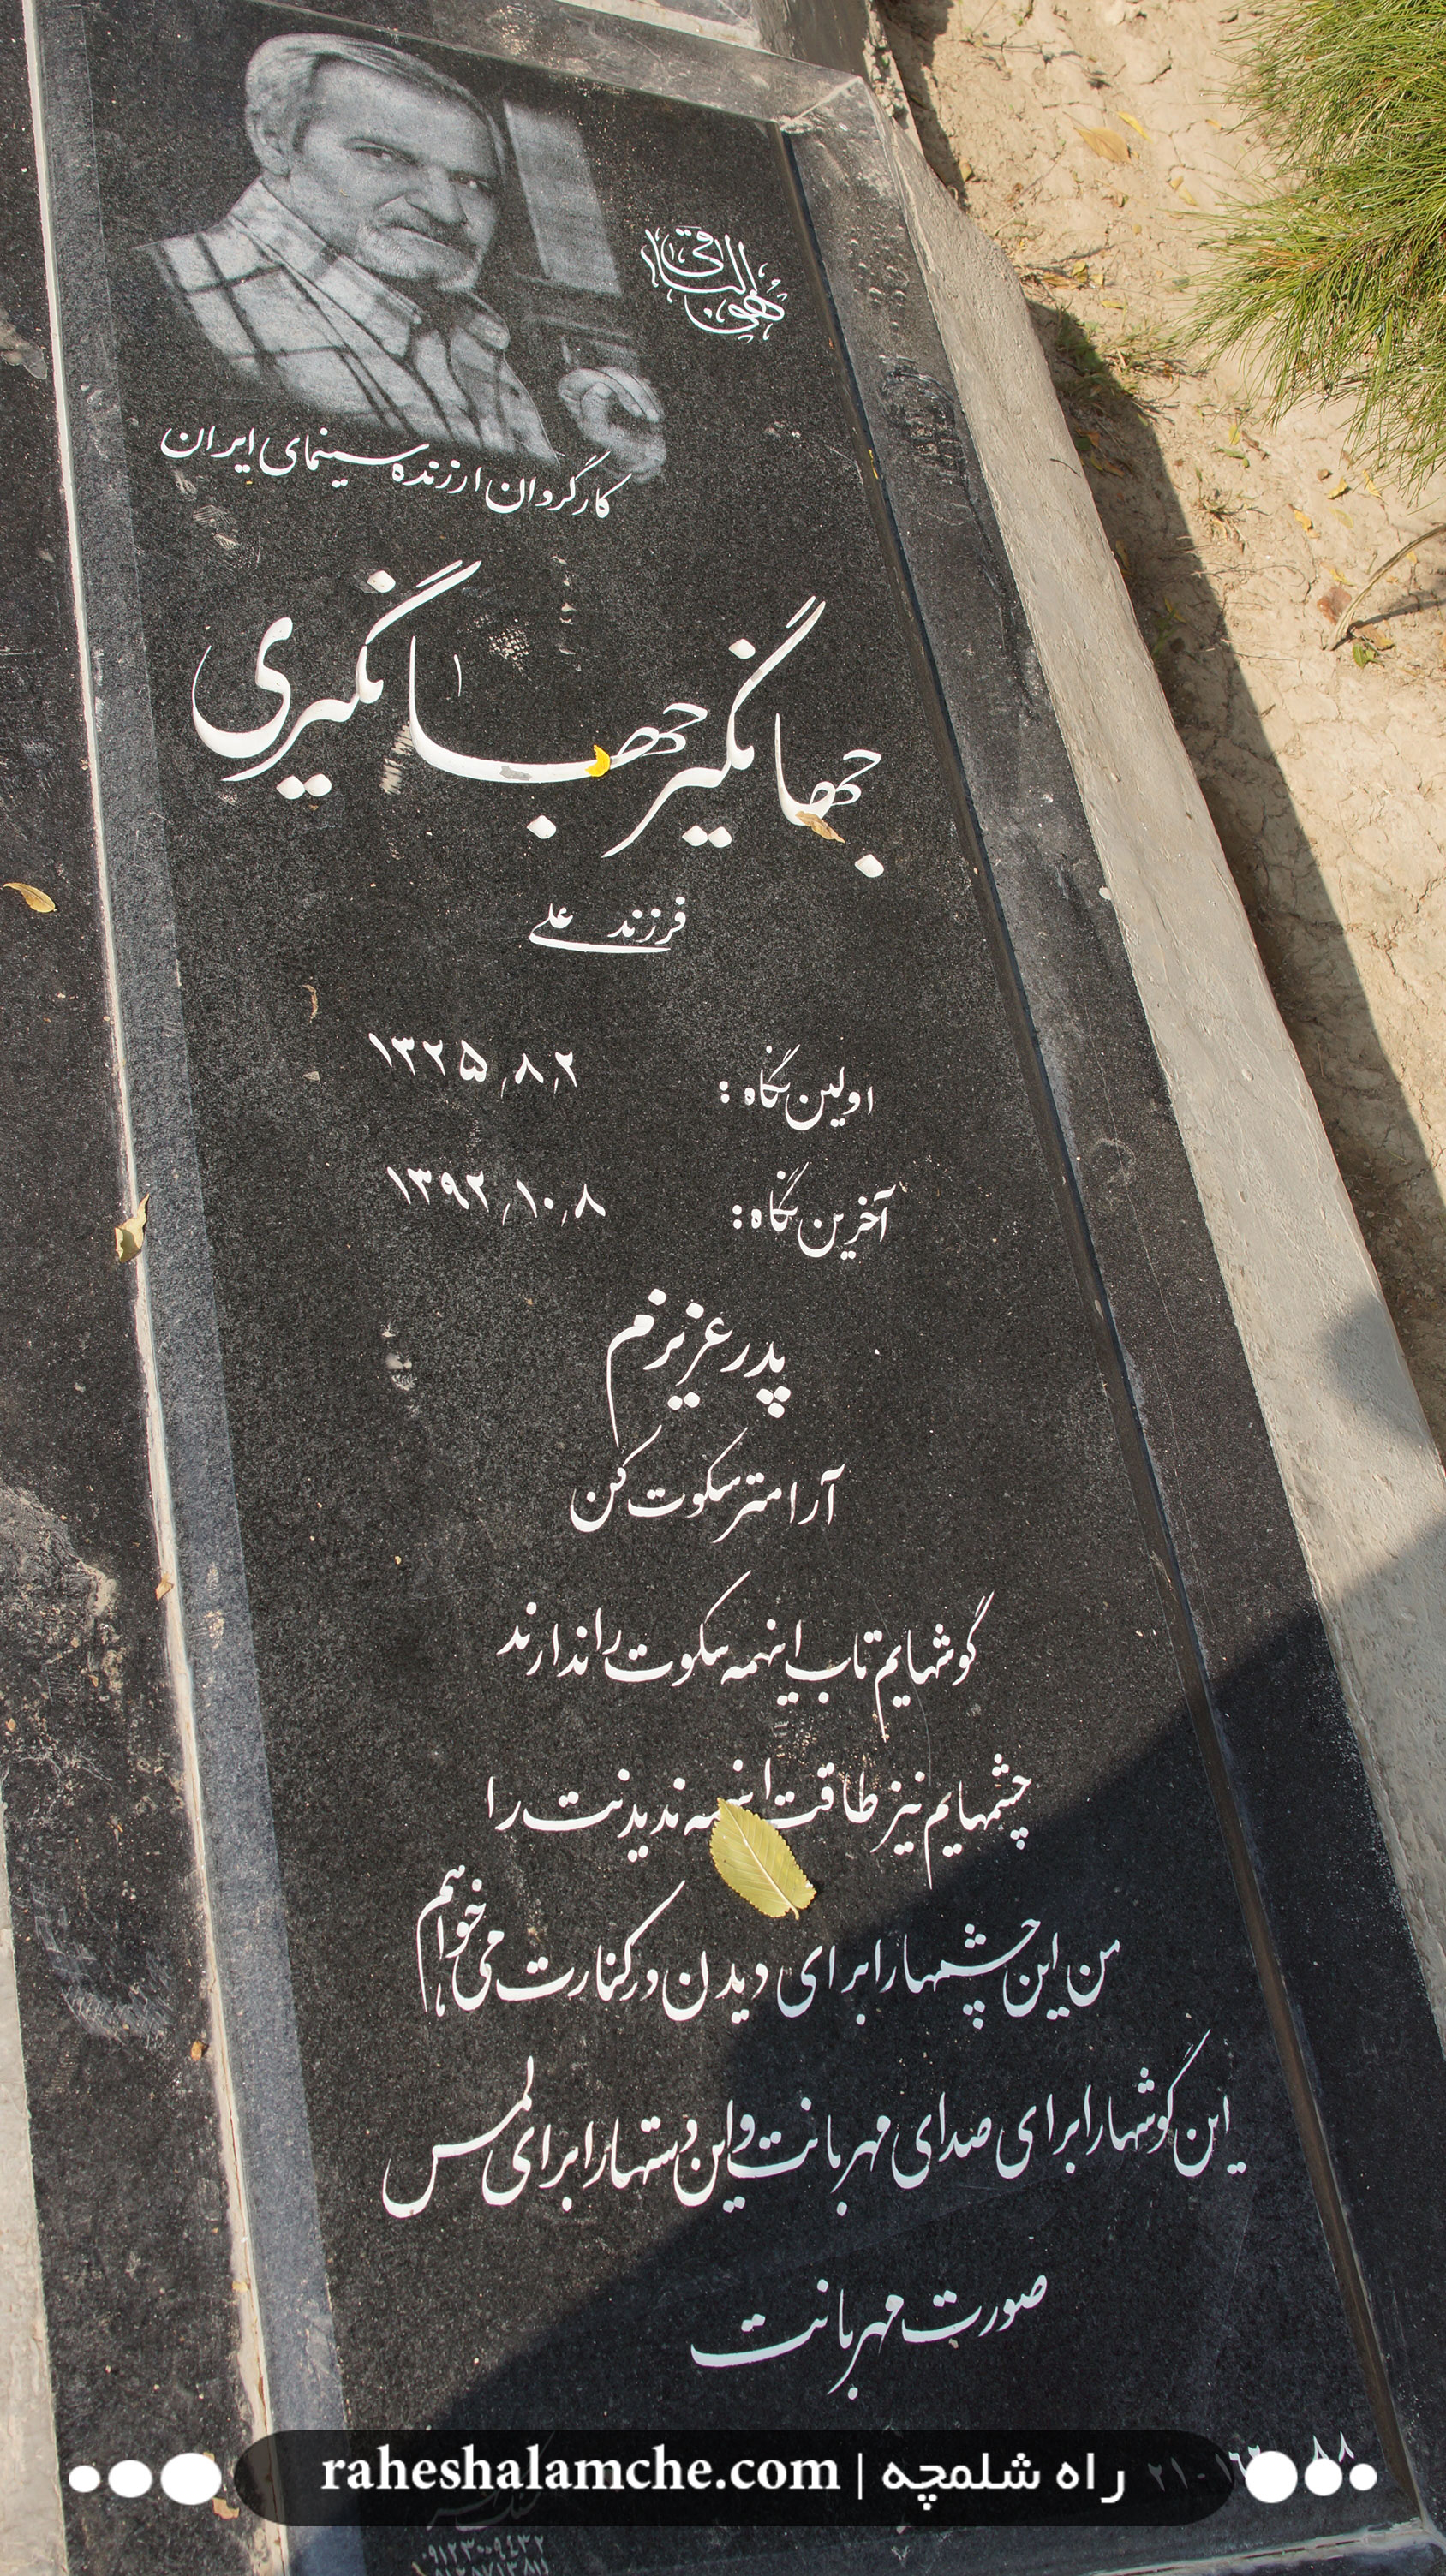 هو الباقی
کارگردان ارزنده سینمای ایران
جهانگیر جهانگیری
فرزند علی
اولین نگاه : ۱۳۲۵٫۸٫۲
آخرین نگاه : ۱۳۹۲٫۱۰٫۸
پدر عزیزم
آرامتر سکوت کن
گوشهایم تاب اینهمه سکوت را ندارند
چشمهایم نیز طاقت اینهمه ندیدنت را
من این چشمها را برای دیدن و در کنارت می خواهم
این گوشها را برای صدای مهربانت و این دستها را برای لمس
صورت مهربانت
راه شلمچه | raheshalamche.com
۰۹۱۲۳۰۰۹۴۳۲